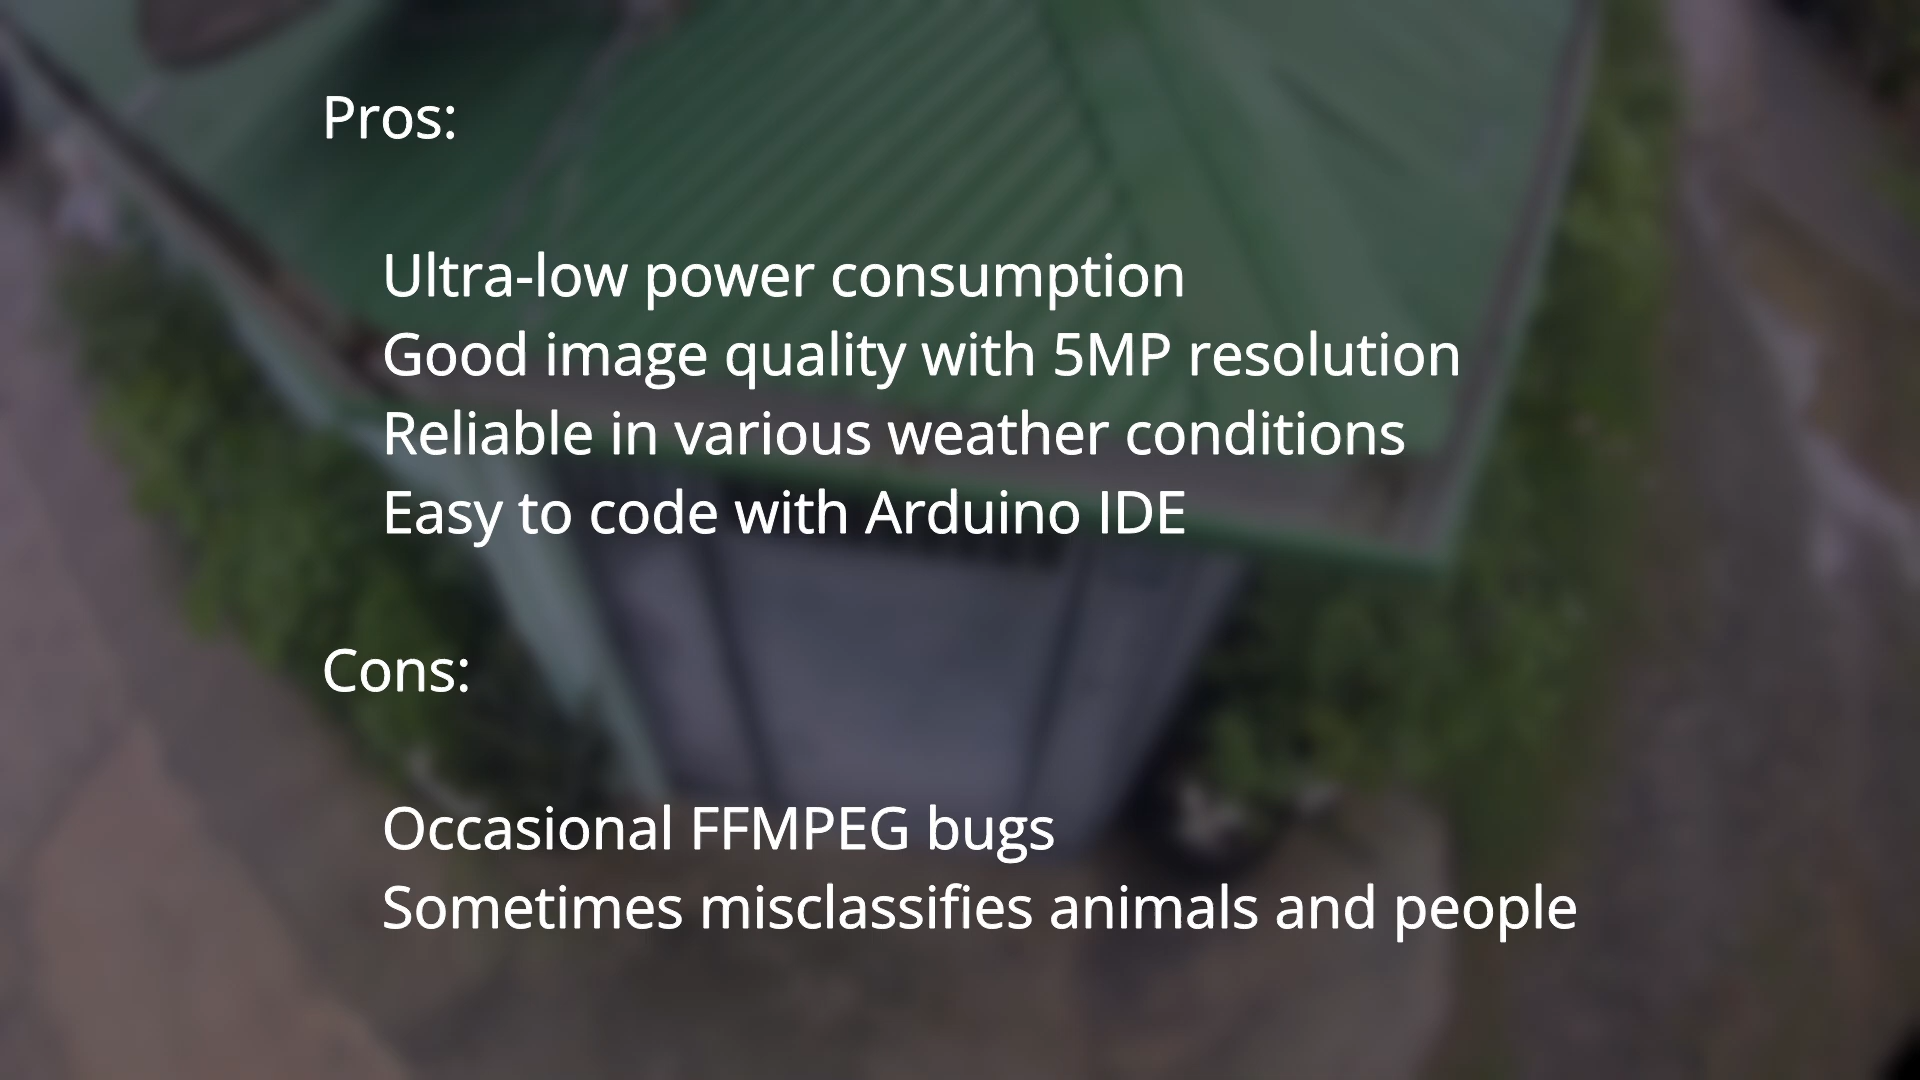 Pros:
Ultra-low power consumption
Good image quality with 5MP resolution
Reliable in various weather conditions
Easy to code with Arduino IDE
Cons:
Occasional FFMPEG bugs
Sometimes misclassifies animals and people